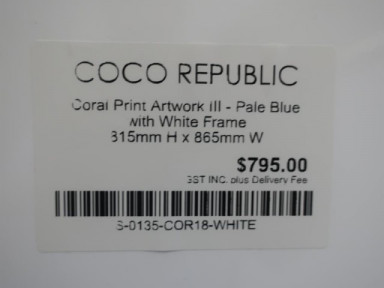 COCO REPUBLIC
Coral Print Artwork III - Pale Blue
with White Frame
815mm H x 865mm W
$795.00
GST INC. plus Delivery Fee
S-0135-COR18-WHITE